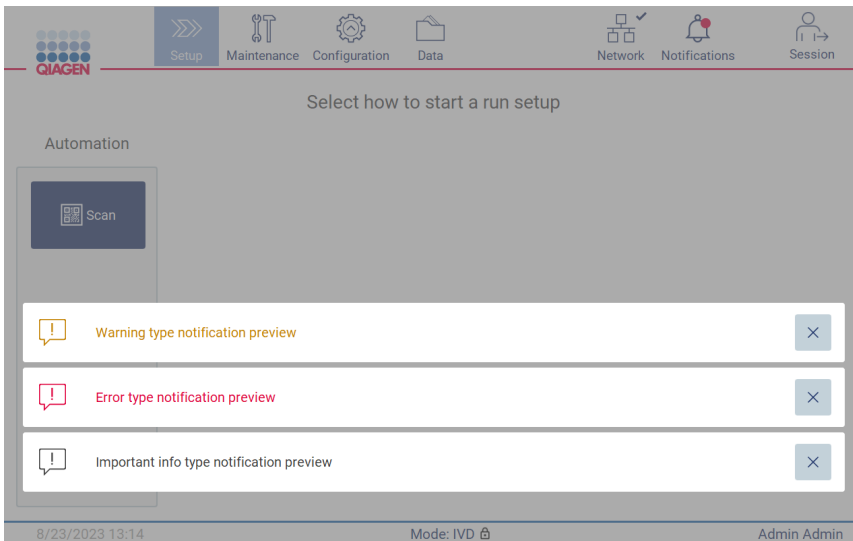 QIAGEN
Setup
Maintenance
Configuration
Data
Network
Notifications
Session
Select how to start a run setup
Automation
Scan
Warning type notification preview
Error type notification preview
Important info type notification preview
8/23/2023 13:14
Mode: IVD
Admin Admin